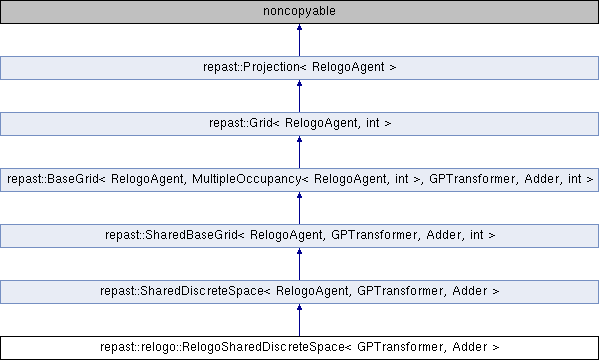 noncopyable
repast::Projection< RelogoAgent >
repast::Grid< RelogoAgent, int >
repast::BaseGrid< RelogoAgent, MultipleOccupancy< RelogoAgent, int >, GPTransformer, Adder, int >
repast::SharedBaseGrid< RelogoAgent, GPTransformer, Adder, int >
repast::SharedDiscreteSpace< RelogoAgent, GPTransformer, Adder >
repast::relogo::RelogoSharedDiscreteSpace< GPTransformer, Adder >